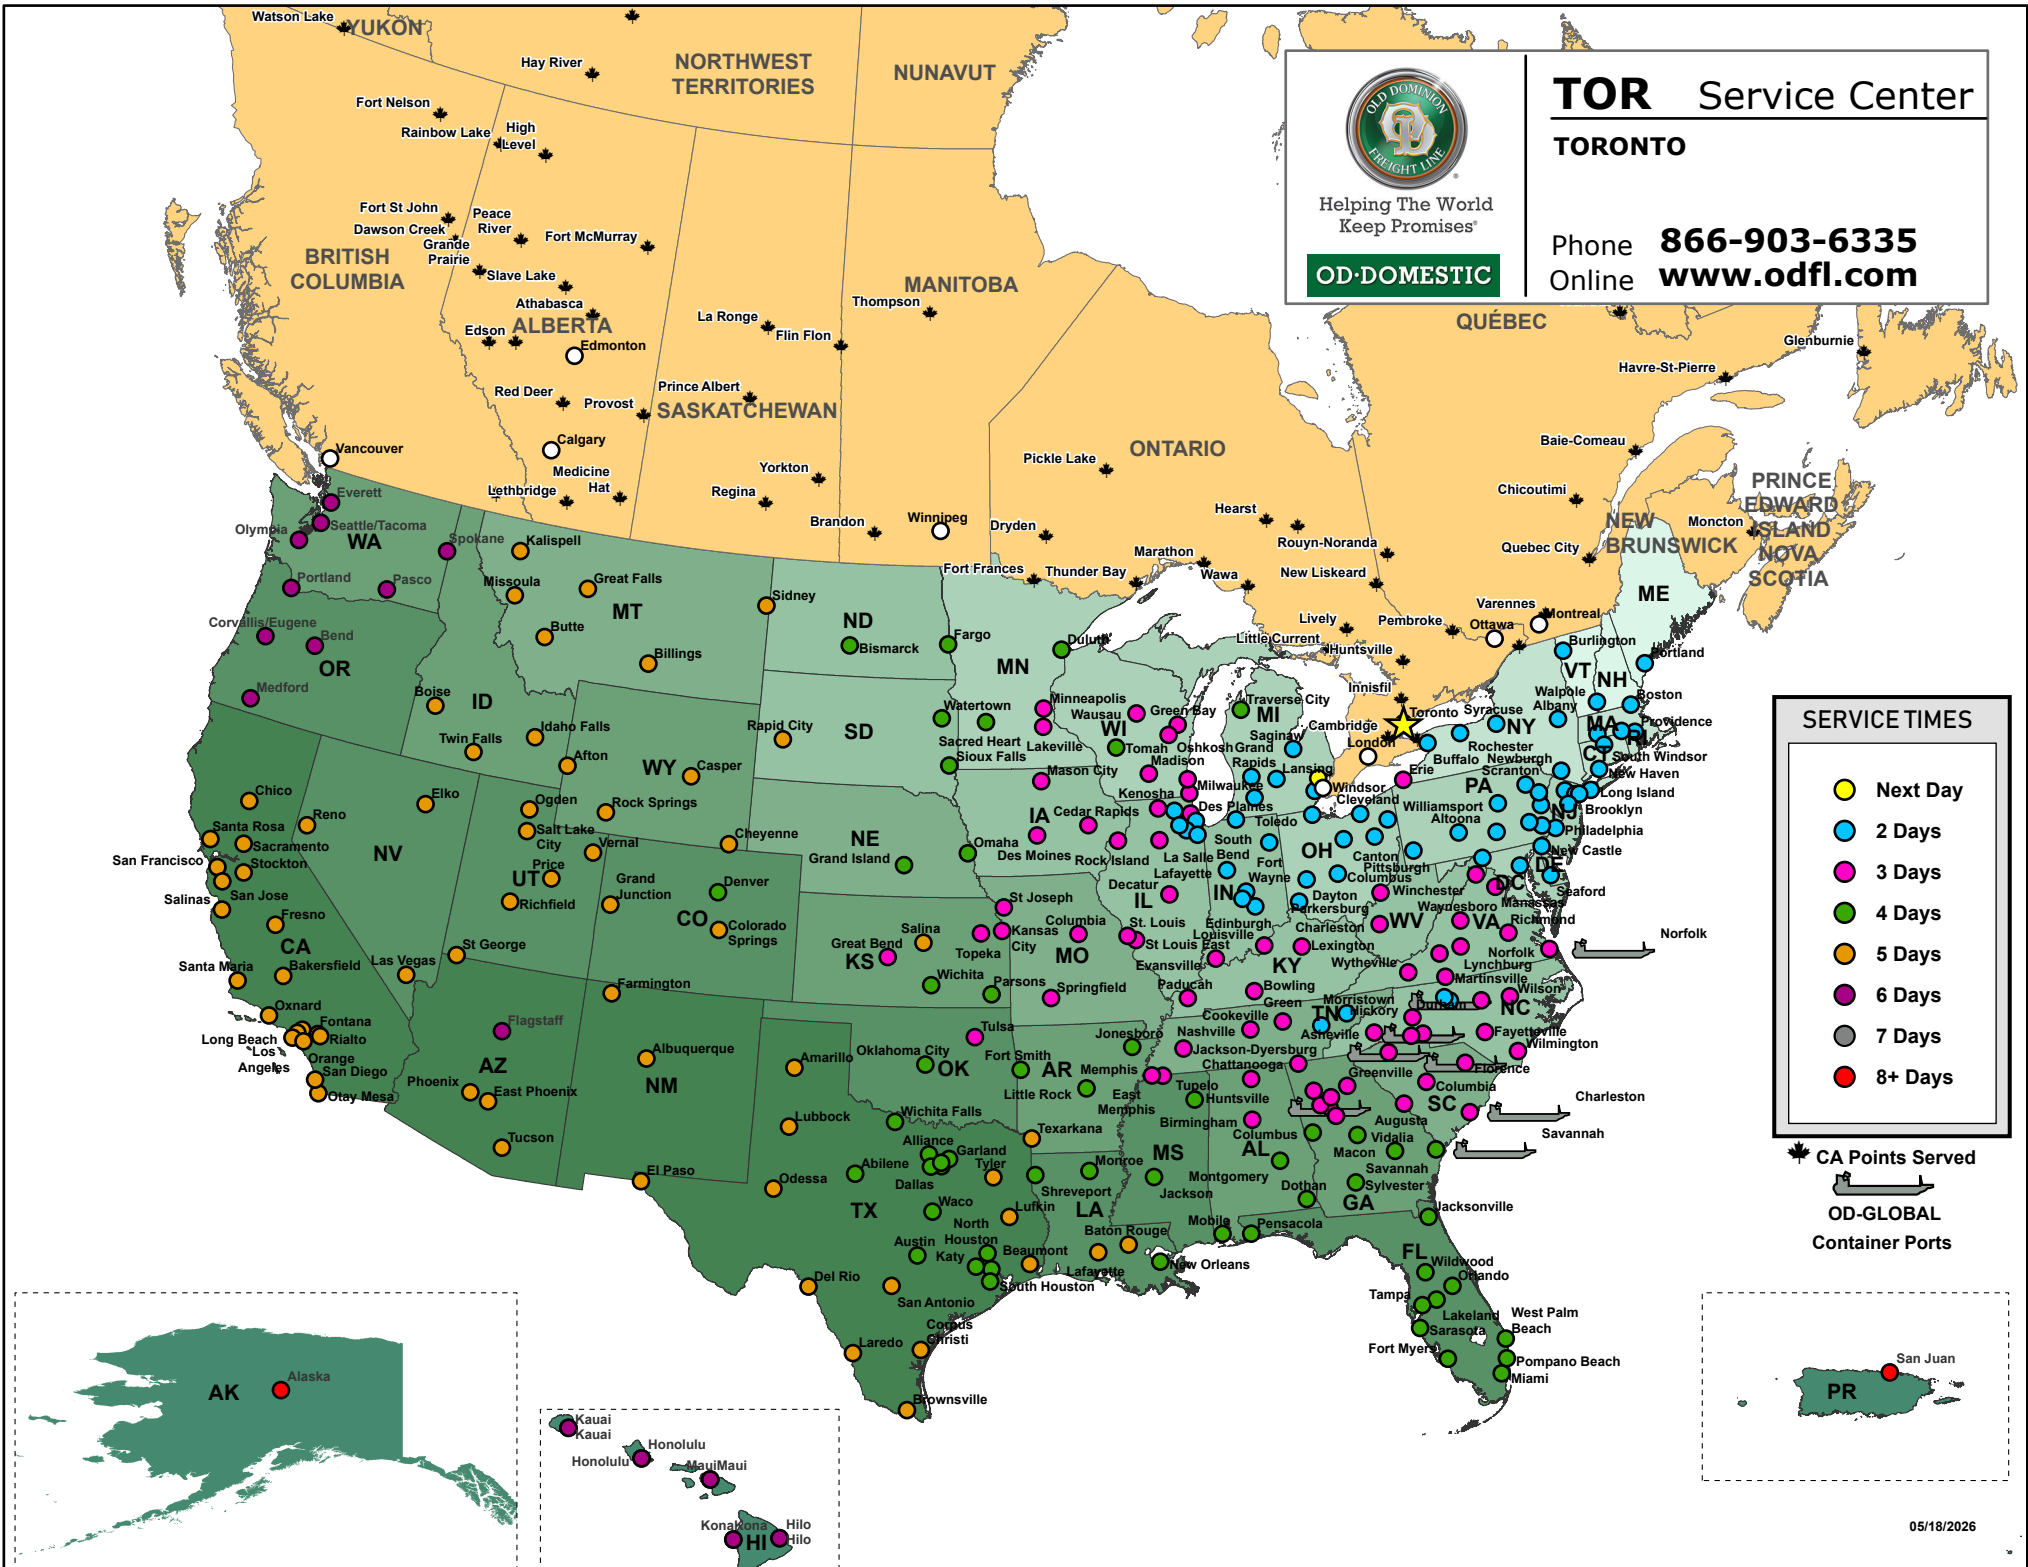 Watson Lake
YUKON
Hay River
NORTHWEST
TERRITORIES
NUNAVUT
Fort Nelson
Rainbow Lake
High
Level
OLD DOMINION
FREIGHT LINE
Helping The World
Keep Promises®
OD·DOMESTIC
TOR Service Center
TORONTO
Phone 866-903-6335
Online www.odfl.com
Fort St John
Dawson Creek
Grande
Prairie
Peace
River
Fort McMurray
BRITISH
COLUMBIA
Slave Lake
Athabasca
Edson
ALBERTA
Edmonton
MANITOBA
Thompson
La Ronge
Flin Flon
QUÉBEC
Glenburnie
Havre-St-Pierre
Red Deer
Provost
Prince Albert
SASKATCHEWAN
Calgary
Vancouver
Medicine
Hat
Lethbridge
Yorkton
Regina
Brandon
Winnipeg
ONTARIO
Pickle Lake
Dryden
Hearst
Rouyn-Noranda
Marathon
Fort Frances
Thunder Bay
Wawa
New Liskeard
Baie-Comeau
Chicoutimi
Quebec City
PRINCE
EDWARD
ISLAND
NOVA
SCOTIA
NEW
BRUNSWICK
Moncton
Varennes
Montreal
Ottawa
Pembroke
Lively
Little Current
Huntsville
Innisfil
Cambridge
Toronto
London
Windsor
Everett
Seattle/Tacoma
Olympia
WA
Spokane
Portland
Pasco
Corvallis/Eugene
Bend
OR
Medford
Kalispell
Missoula
Great Falls
MT
Butte
Billings
Sidney
Boise
ID
Idaho Falls
Twin Falls
Afton
WY
Casper
Rock Springs
Cheyenne
ND
Bismarck
Fargo
Rapid City
SD
Watertown
Sacred Heart
Sioux Falls
MN
Duluth
Minneapolis
Lakeville
Wausau
WI
Green Bay
Tomah
Oshkosh
Madison
Milwaukee
Kenosha
Mason City
IA
Cedar Rapids
Des Moines
Rock Island
Des Plaines
La Salle
NE
Grand Island
Omaha
Traverse City
MI
Saginaw
Grand
Rapids
Lansing
Chico
Reno
Elko
Santa Rosa
Sacramento
San Francisco
Stockton
San Jose
Salinas
Fresno
CA
NV
Santa Maria
Bakersfield
Las Vegas
Oxnard
Fontana
Rialto
Long Beach
Los
Angeles
Orange
San Diego
Otay Mesa
Ogden
Salt Lake
City
Vernal
Price
UT
Richfield
St George
Grand
Junction
Denver
CO
Colorado
Springs
Flagstaff
AZ
Phoenix
East Phoenix
Tucson
Farmington
Albuquerque
NM
Salina
Great Bend
KS
Wichita
Parsons
Topeka
Kansas
City
St Joseph
Columbia
MO
Springfield
St. Louis
St Louis East
Decatur
IL
Lafayette
South
Bend
Fort
Wayne
IN
Edinburgh
Louisville
Evansville
Paducah
Toledo
Cleveland
OH
Canton
Columbus
Dayton
Parkersburg
Pittsburgh
Erie
Buffalo
Rochester
Syracuse
NY
Albany
Walpole
Burlington
VT
NH
ME
Portland
Boston
MA
Providence
RI
CT
South Windsor
New Haven
Newburgh
Long Island
Brooklyn
NJ
Scranton
PA
Williamsport
Altoona
Philadelphia
New Castle
DE
Seaford
DC
Manassas
Winchester
Waynesboro
VA
Richmond
Norfolk
Norfolk
Lynchburg
Martinsville
Wytheville
WV
Charleston
Lexington
KY
Bowling
Green
Cookeville
Nashville
Jackson-Dyersburg
Chattanooga
Morristown
TN
Hickory
Asheville
Durham
Wilson
NC
Fayetteville
Wilmington
Florence
Greenville
Columbia
SC
Charleston
Savannah
Augusta
Vidalia
Macon
Savannah
Sylvester
GA
Columbus
AL
Birmingham
Huntsville
Montgomery
Dothan
Tupelo
MS
Jackson
Memphis
East
Memphis
Jonesboro
AR
Fort Smith
Little Rock
Tulsa
Oklahoma City
OK
Amarillo
Lubbock
Wichita Falls
Texarkana
Alliance
Garland
Dallas
Tyler
Abilene
Odessa
El Paso
TX
Waco
Lufkin
Austin
North
Houston
Katy
Beaumont
South Houston
San Antonio
Del Rio
Laredo
Corpus
Christi
Brownsville
Monroe
Shreveport
LA
Baton Rouge
Lafayette
New Orleans
Mobile
Pensacola
Jacksonville
FL
Wildwood
Orlando
Tampa
Lakeland
Sarasota
Fort Myers
West Palm
Beach
Pompano Beach
Miami
AK
Alaska
Kauai
Kauai
Honolulu
Honolulu
Maui
Maui
Kona
Kona
HI
Hilo
Hilo
San Juan
PR
SERVICE TIMES
Next Day
2 Days
3 Days
4 Days
5 Days
6 Days
7 Days
8+ Days
CA Points Served
OD-GLOBAL
Container Ports
05/18/2026